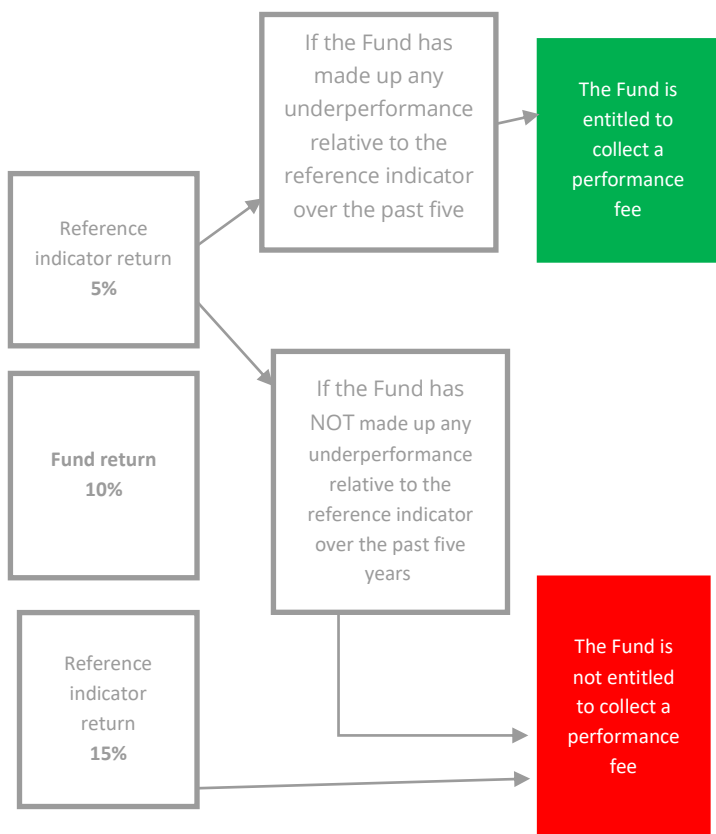 If the Fund has
made up any
underperformance
relative to the
reference indicator
over the past five
The Fund is
entitled to
collect a
performance
fee
Reference
indicator return
5%
If the Fund has
NOT made up any
underperformance
relative to the
reference indicator
over the past five
years
Fund return
10%
Reference
indicator
return
15%
The Fund is
not entitled
to collect a
performance
fee